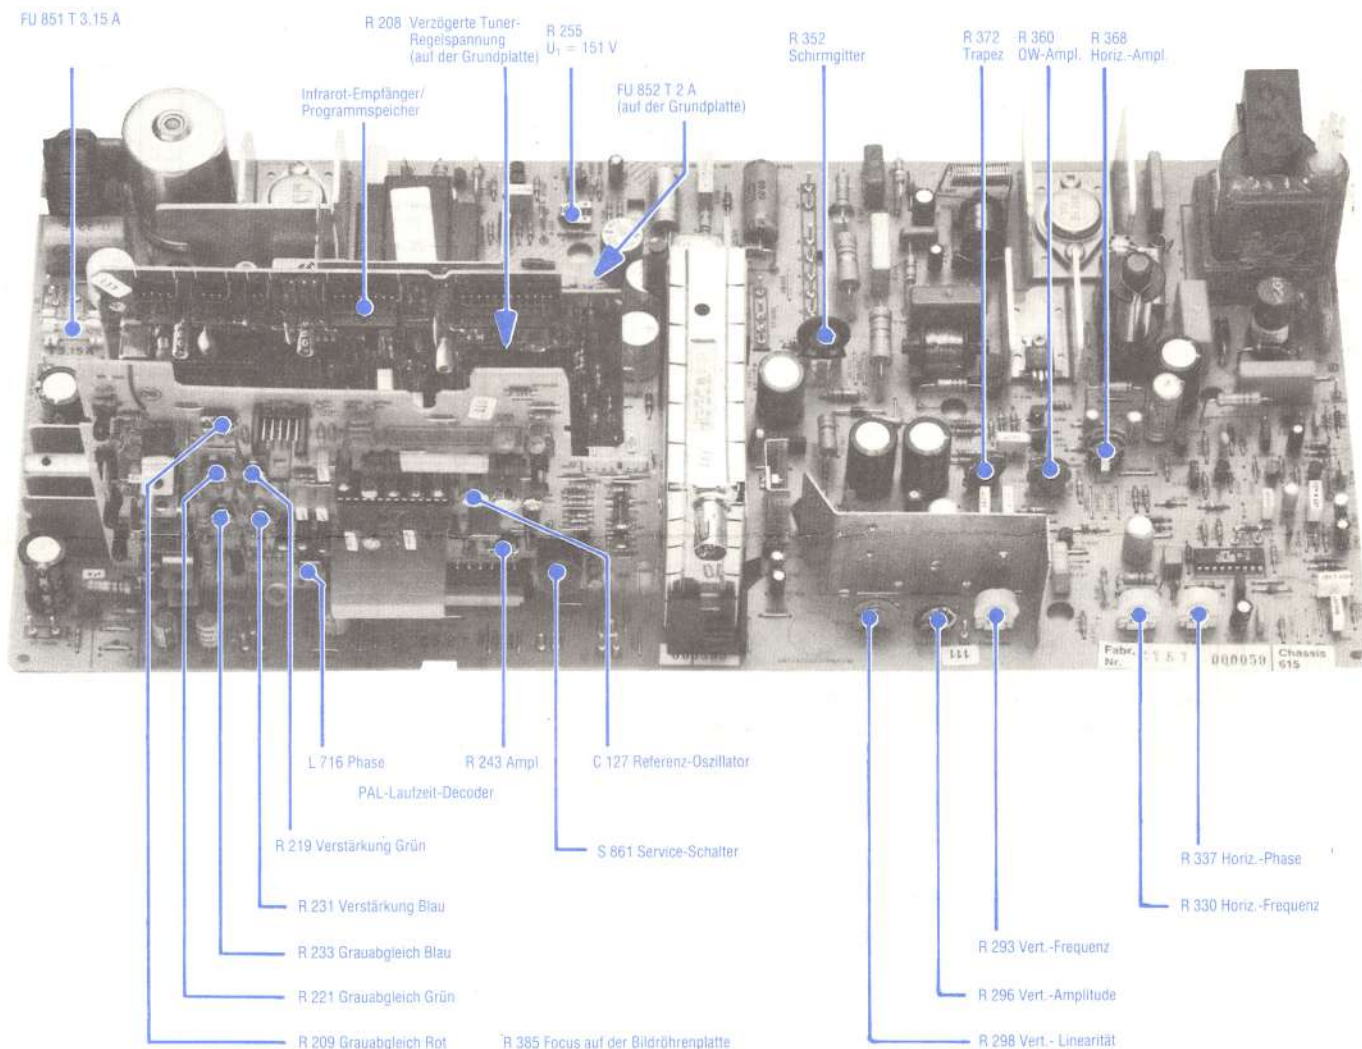 FU 851 T 3.15 A
R 208 Verzögerte Tuner-
Regelspannung
(auf der Grundplatte)
R 255
U₁ = 151 V
R 352
Schirmgitter
R 372
Trapez
R 360
OW-Ampl.
R 368
Horiz.-Ampl.
Infrarot-Empfänger/
Programmspeicher
FU 852 T 2 A
(auf der Grundplatte)
111
Fabr.
Nr.
000059
Chassis
615
L 716 Phase
R 243 Ampl
C 127 Referenz-Oszillator
PAL-Laufzeit-Decoder
R 219 Verstärkung Grün
S 861 Service-Schalter
R 337 Horiz.-Phase
R 231 Verstärkung Blau
R 330 Horiz.-Frequenz
R 233 Grauabgleich Blau
R 293 Vert.-Frequenz
R 221 Grauabgleich Grün
R 296 Vert.-Amplitude
R 209 Grauabgleich Rot
R 385 Focus auf der Bildröhrenplatte
R 298 Vert.- Linearität